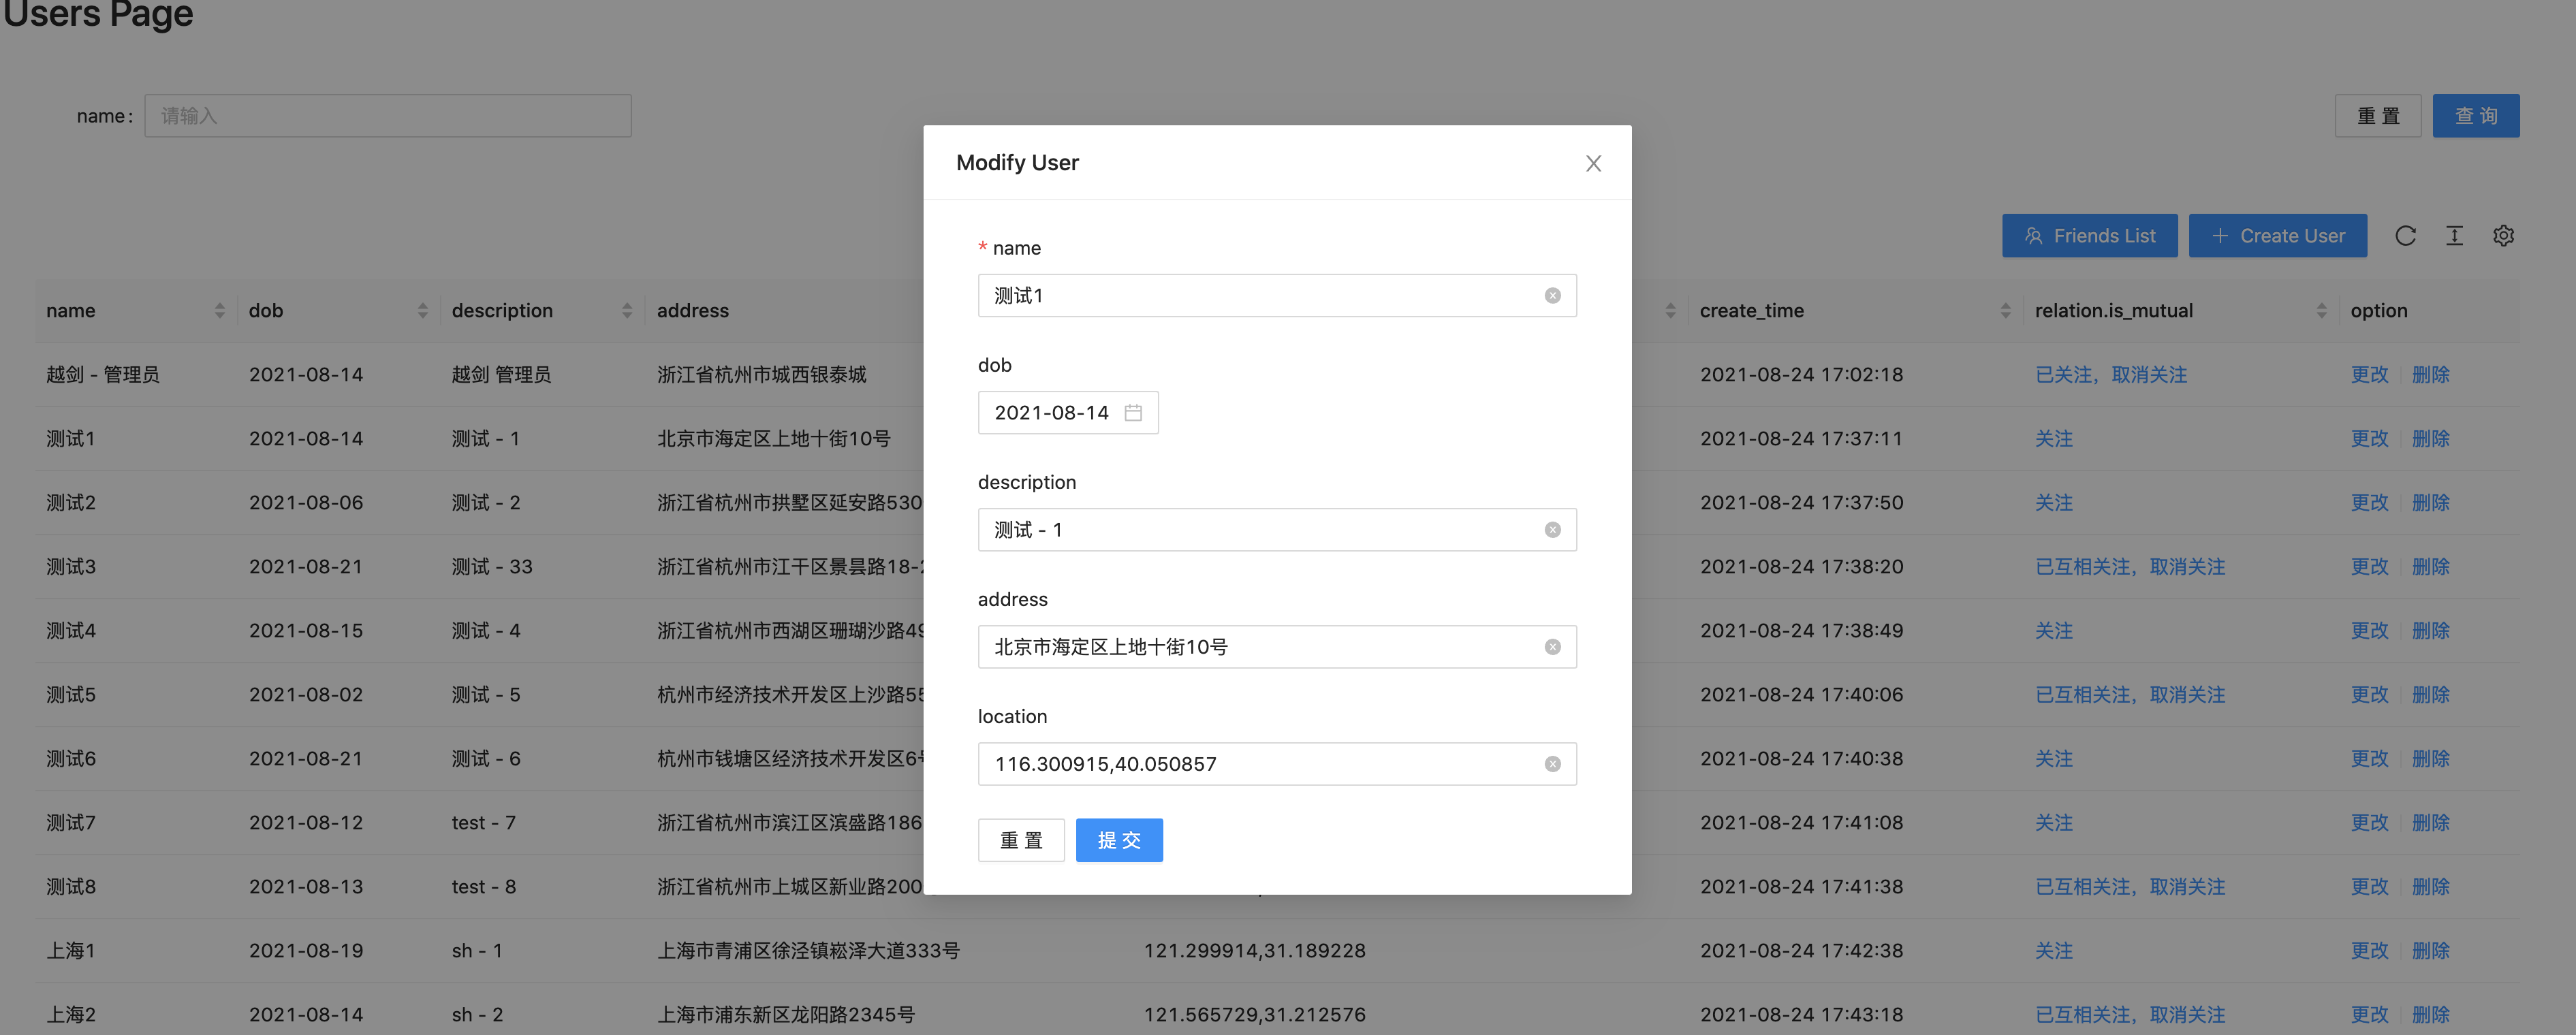 Users Page
name: 请输入 重 置 查 询
Friends List Create User
name dob description address create_time relation.is_mutual option
越剑 - 管理员 2021-08-14 越剑 管理员 浙江省杭州市城西银泰城 2021-08-24 17:02:18 已关注，取消关注 更改 删除
测试1 2021-08-14 测试 - 1 北京市海定区上地十街10号 2021-08-24 17:37:11 关注 更改 删除
测试2 2021-08-06 测试 - 2 浙江省杭州市拱墅区延安路530 2021-08-24 17:37:50 关注 更改 删除
测试3 2021-08-21 测试 - 33 浙江省杭州市江干区景昙路18- 2021-08-24 17:38:20 已互相关注，取消关注 更改 删除
测试4 2021-08-15 测试 - 4 浙江省杭州市西湖区珊瑚沙路49 2021-08-24 17:38:49 关注 更改 删除
测试5 2021-08-02 测试 - 5 杭州市经济技术开发区上沙路55 2021-08-24 17:40:06 已互相关注，取消关注 更改 删除
测试6 2021-08-21 测试 - 6 杭州市钱塘区经济技术开发区6号 2021-08-24 17:40:38 关注 更改 删除
测试7 2021-08-12 test - 7 浙江省杭州市滨江区滨盛路186 2021-08-24 17:41:08 关注 更改 删除
测试8 2021-08-13 test - 8 浙江省杭州市上城区新业路200 2021-08-24 17:41:38 已互相关注，取消关注 更改 删除
上海1 2021-08-19 sh - 1 上海市青浦区徐泾镇崧泽大道333号 121.299914,31.189228 2021-08-24 17:42:38 关注 更改 删除
上海2 2021-08-14 sh - 2 上海市浦东新区龙阳路2345号 121.565729,31.212576 2021-08-24 17:43:18 已互相关注，取消关注 更改 删除
Modify User
* name
测试1
dob
2021-08-14
description
测试 - 1
address
北京市海定区上地十街10号
location
116.300915,40.050857
重 置 提 交